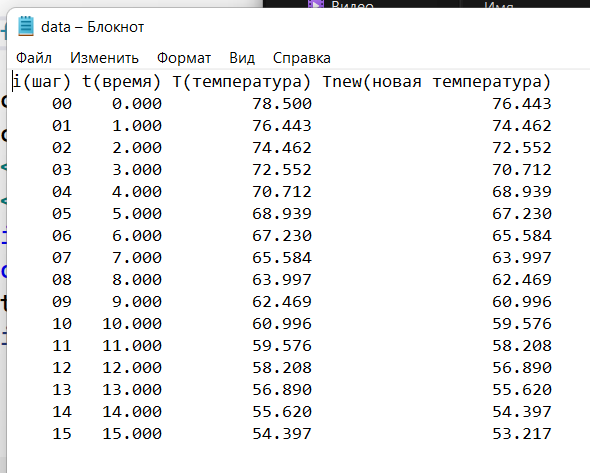 Видео
Имя
data – Блокнот
Файл Изменить Формат Вид Справка
i(шаг) t(время) T(температура) Tnew(новая температура)
00 0.000 78.500 76.443
01 1.000 76.443 74.462
02 2.000 74.462 72.552
03 3.000 72.552 70.712
04 4.000 70.712 68.939
05 5.000 68.939 67.230
06 6.000 67.230 65.584
07 7.000 65.584 63.997
08 8.000 63.997 62.469
09 9.000 62.469 60.996
10 10.000 60.996 59.576
11 11.000 59.576 58.208
12 12.000 58.208 56.890
13 13.000 56.890 55.620
14 14.000 55.620 54.397
15 15.000 54.397 53.217